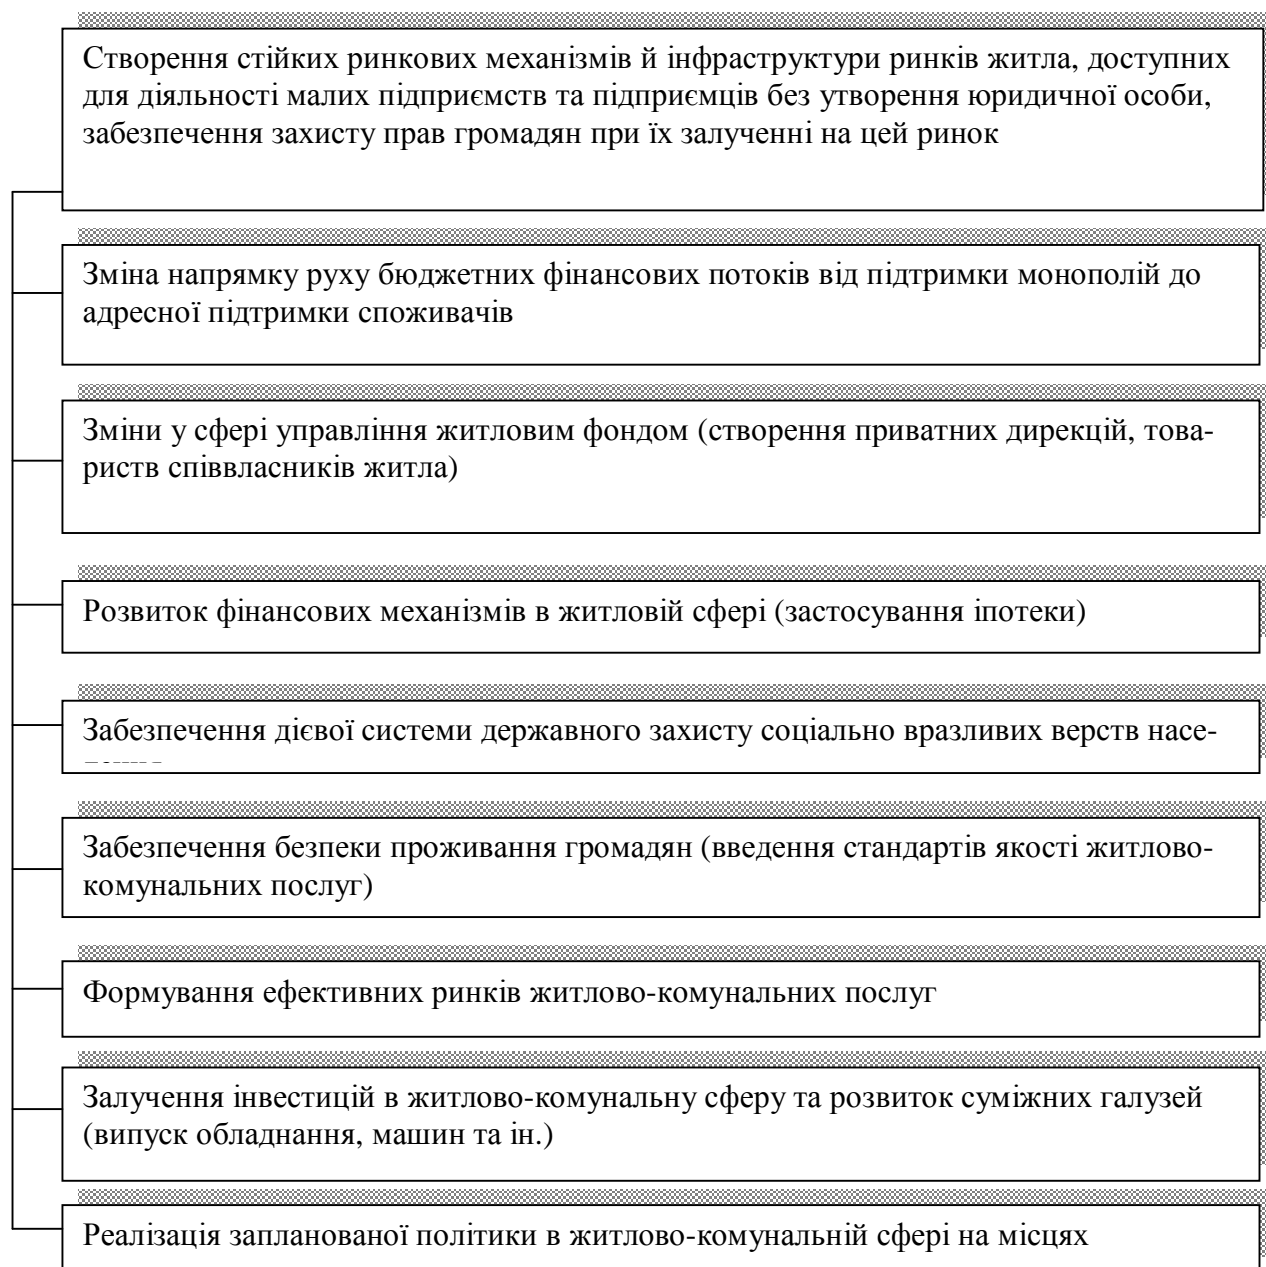 Створення стійких ринкових механізмів й інфраструктури ринків житла, доступних
для діяльності малих підприємств та підприємців без утворення юридичної особи,
забезпечення захисту прав громадян при їх залученні на цей ринок
Зміна напрямку руху бюджетних фінансових потоків від підтримки монополій до
адресної підтримки споживачів
Зміни у сфері управління житловим фондом (створення приватних дирекцій, това-
риств співвласників житла)
Розвиток фінансових механізмів в житловій сфері (застосування іпотеки)
Забезпечення дієвої системи державного захисту соціально вразливих верств насе-
Забезпечення безпеки проживання громадян (введення стандартів якості житлово-
комунальних послуг)
Формування ефективних ринків житлово-комунальних послуг
Залучення інвестицій в житлово-комунальну сферу та розвиток суміжних галузей
(випуск обладнання, машин та ін.)
Реалізація запланованої політики в житлово-комунальній сфері на місцях